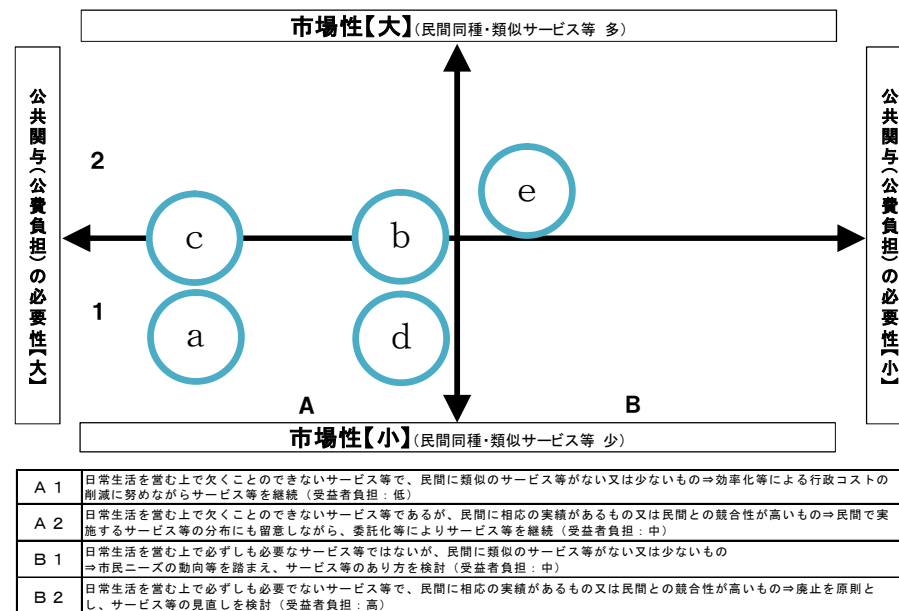 市場性【大】(民間同種・類似サービス等 多)
公共関与(公費負担)の必要性【大】
公共関与(公費負担)の必要性【小】
2
e
c
b
1
a
d
A
B
市場性【小】(民間同種・類似サービス等 少)
A 1
日常生活を営む上で欠くことのできないサービス等で、民間に類似のサービス等がない又は少ないもの⇒効率化等による行政コストの
削減に努めながらサービス等を継続(受益者負担:低)
A 2
日常生活を営む上で欠くことのできないサービス等であるが、民間に相応の実績があるもの又は民間との競合性が高いもの⇒民間で実
施するサービス等の分布にも留意しながら、委託化等によりサービス等を継続(受益者負担:中)
B 1
日常生活を営む上で必ずしも必要なサービス等ではないが、民間に類似のサービス等がない又は少ないもの
⇒市民ニーズの動向等を踏まえ、サービス等のあり方を検討(受益者負担:中)
B 2
日常生活を営む上で必ずしも必要でないサービス等で、民間に相応の実績があるもの又は民間との競合性が高いもの⇒廃止を原則と
し、サービス等の見直しを検討(受益者負担:高)